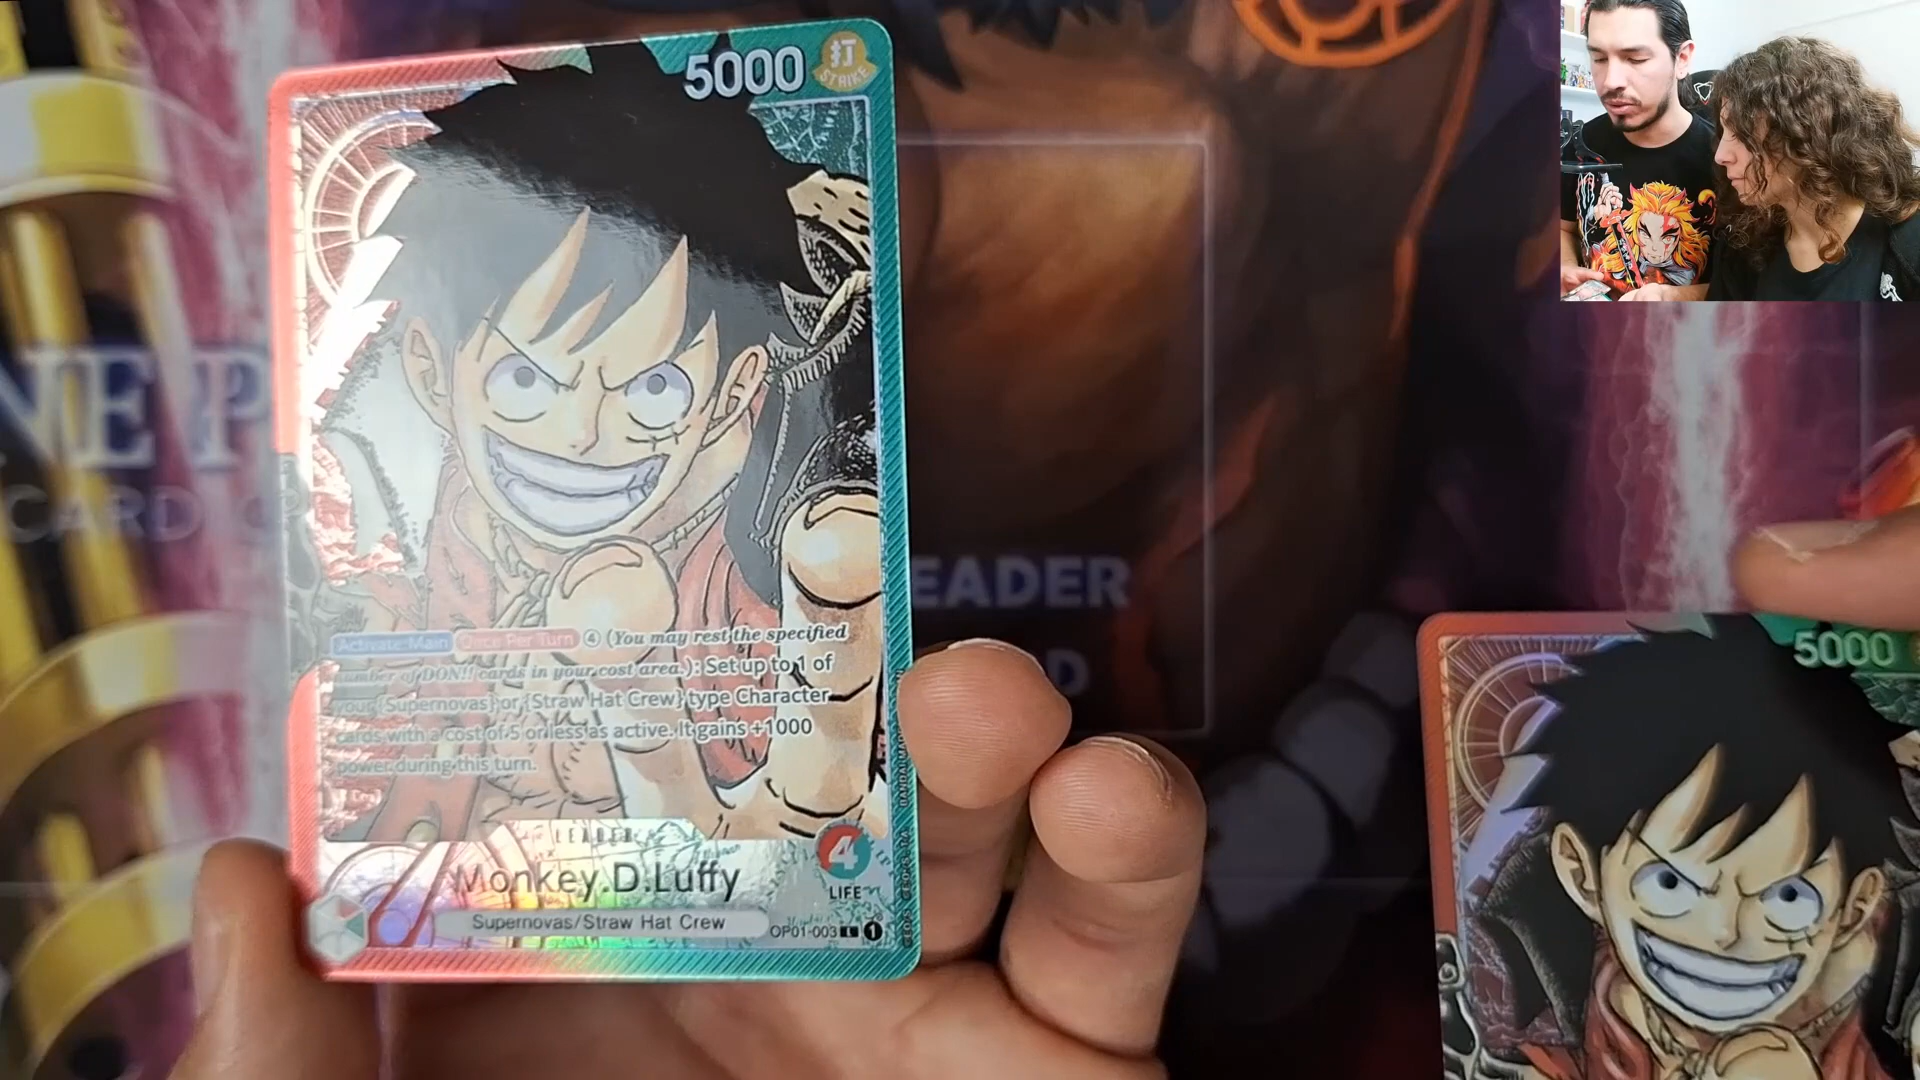 5000
打
STRIKE
Activate: Main Once Per Turn ④ (You may rest the specified
number of DON!! cards in your cost area.): Set up to 1 of
your {Supernovas} or {Straw Hat Crew} type Character
cards with a cost of 5 or less as active. It gains +1000
power during this turn.
LEADER
Monkey.D.Luffy
4
LIFE
Supernovas/Straw Hat Crew
OP01-003 L 1
NE P
CARD
EADER
D
5000